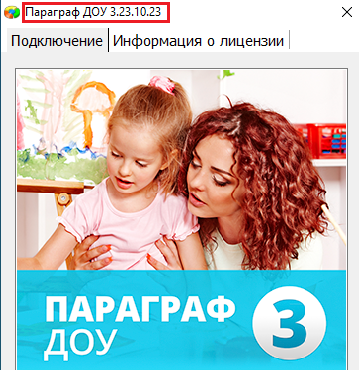 Параграф ДОУ 3.23.10.23
Подключение Информация о лицензии
ПАРАГРАФ 3
ДОУ